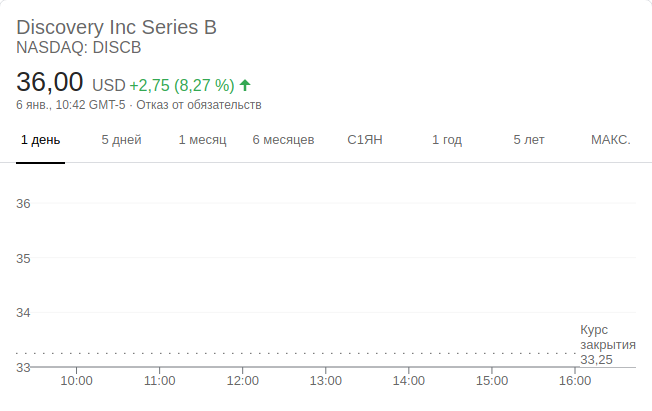 Discovery Inc Series B
NASDAQ: DISCB
36,00 USD +2,75 (8,27 %)
6 янв., 10:42 GMT-5 · Отказ от обязательств
1 день 5 дней 1 месяц 6 месяцев С1ЯН 1 год 5 лет МАКС.
36
35
34
Курс
закрытия
33,25
33
10:00 11:00 12:00 13:00 14:00 15:00 16:00